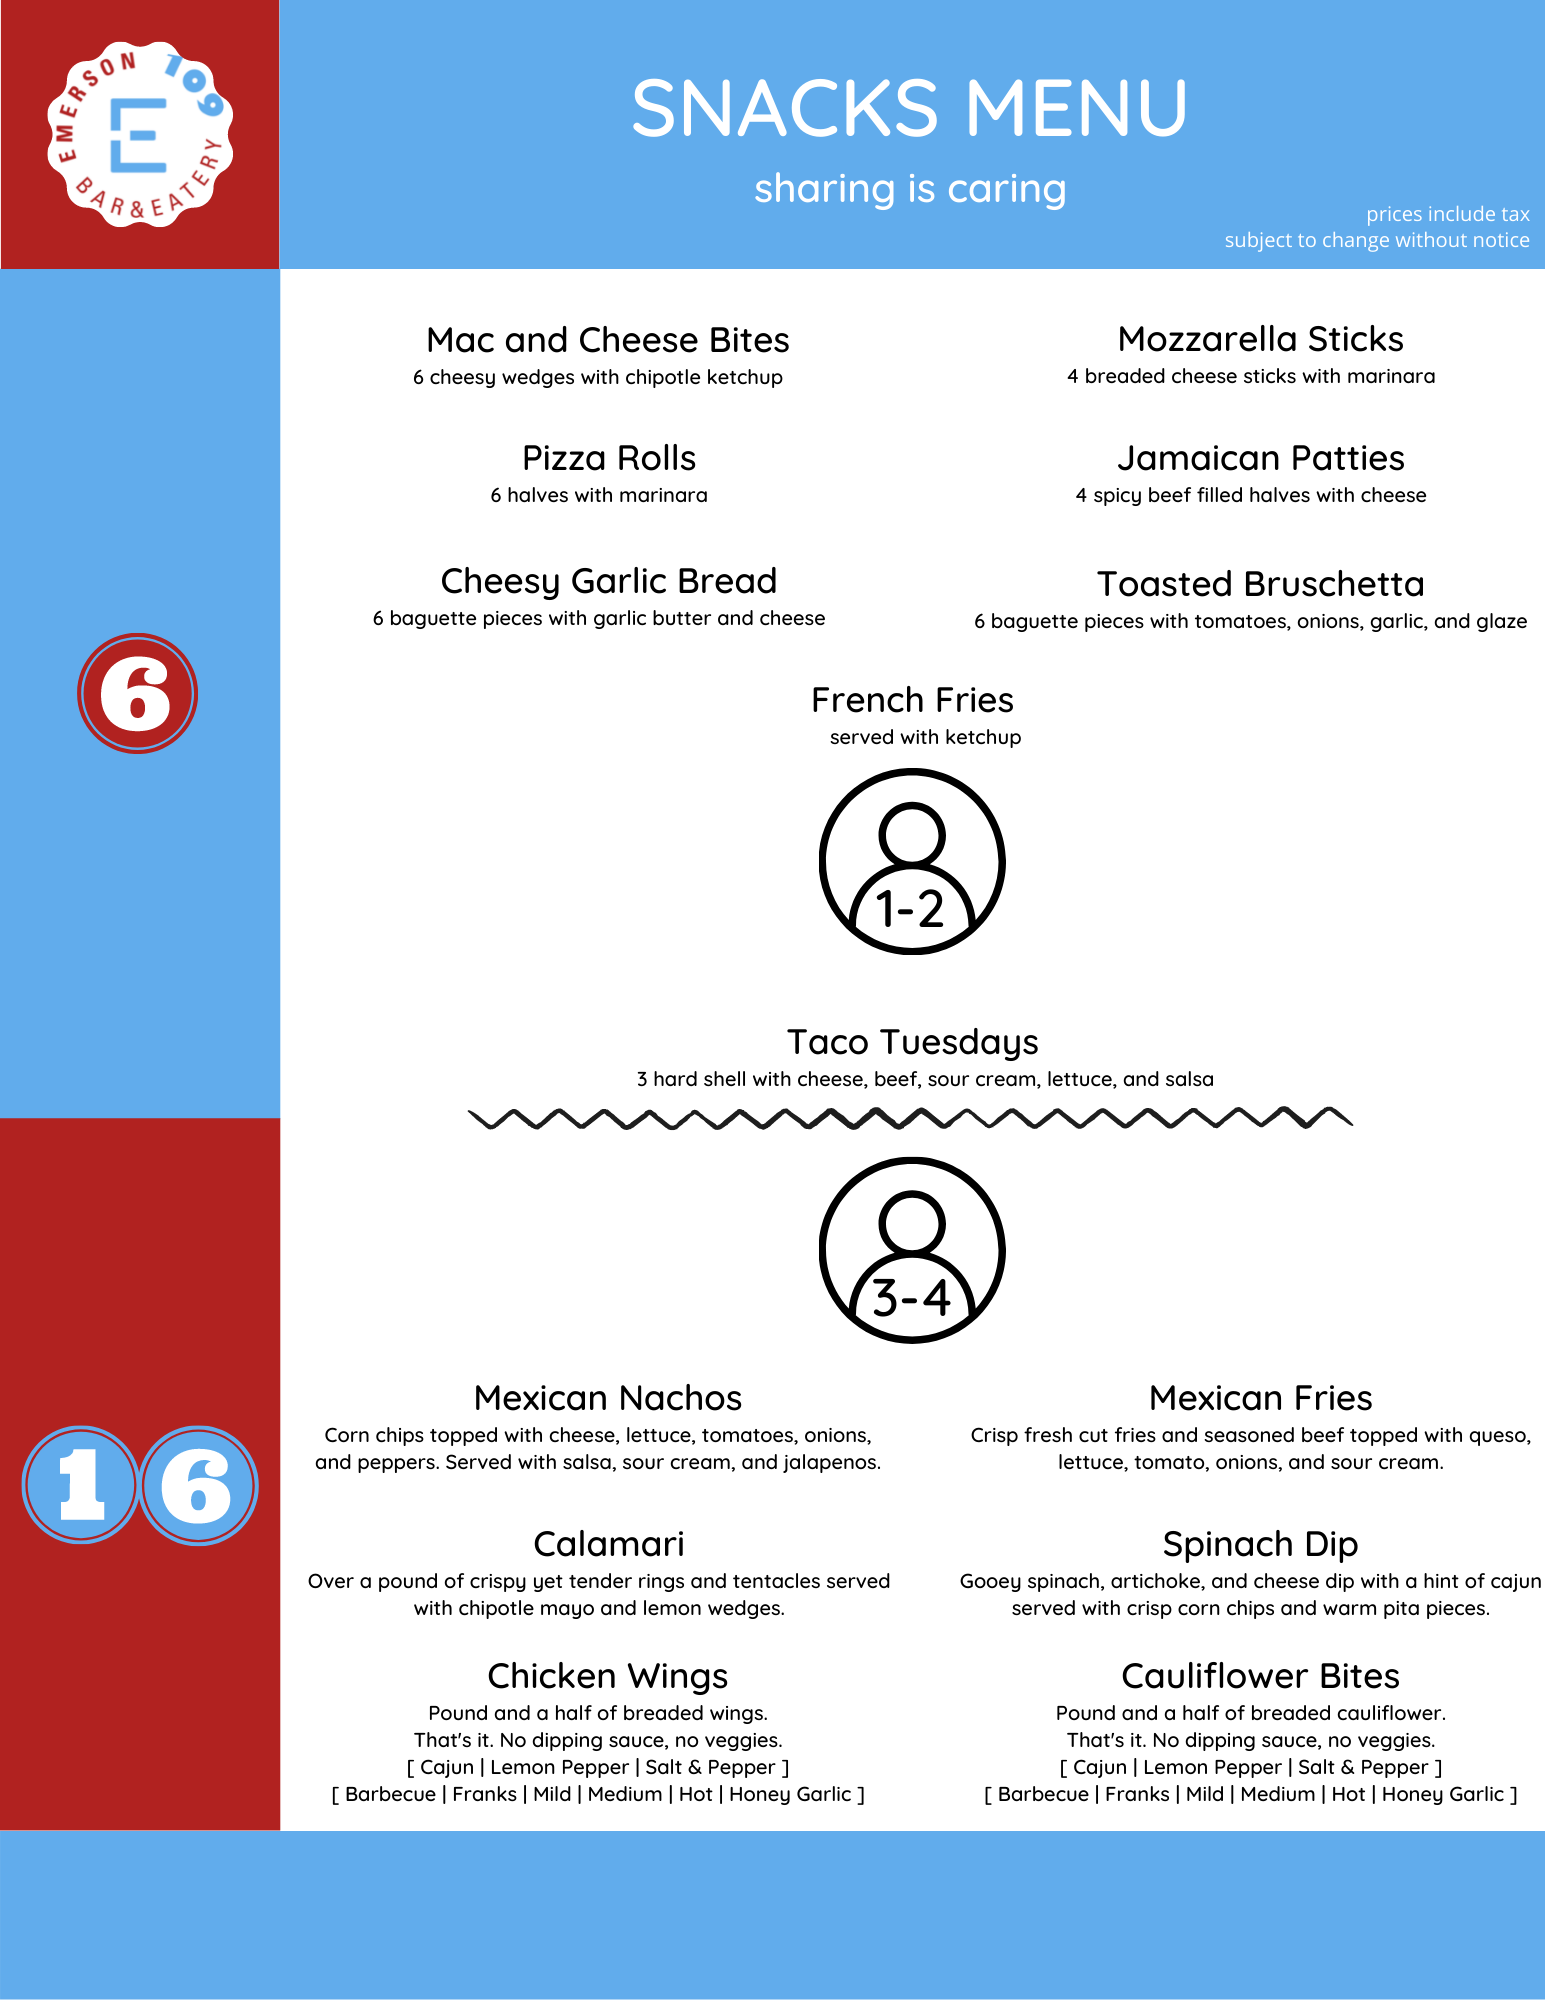 EMERSON 109
E
BAR & EATERY
SNACKS MENU
sharing is caring
prices include tax
subject to change without notice
Mac and Cheese Bites
6 cheesy wedges with chipotle ketchup
Mozzarella Sticks
4 breaded cheese sticks with marinara
Pizza Rolls
6 halves with marinara
Jamaican Patties
4 spicy beef filled halves with cheese
Cheesy Garlic Bread
6 baguette pieces with garlic butter and cheese
Toasted Bruschetta
6 baguette pieces with tomatoes, onions, garlic, and glaze
6
French Fries
served with ketchup
1-2
Taco Tuesdays
3 hard shell with cheese, beef, sour cream, lettuce, and salsa
3-4
16
Mexican Nachos
Corn chips topped with cheese, lettuce, tomatoes, onions,
and peppers. Served with salsa, sour cream, and jalapenos.
Mexican Fries
Crisp fresh cut fries and seasoned beef topped with queso,
lettuce, tomato, onions, and sour cream.
Calamari
Over a pound of crispy yet tender rings and tentacles served
with chipotle mayo and lemon wedges.
Spinach Dip
Gooey spinach, artichoke, and cheese dip with a hint of cajun
served with crisp corn chips and warm pita pieces.
Chicken Wings
Pound and a half of breaded wings.
That's it. No dipping sauce, no veggies.
[ Cajun | Lemon Pepper | Salt & Pepper ]
[ Barbecue | Franks | Mild | Medium | Hot | Honey Garlic ]
Cauliflower Bites
Pound and a half of breaded cauliflower.
That's it. No dipping sauce, no veggies.
[ Cajun | Lemon Pepper | Salt & Pepper ]
[ Barbecue | Franks | Mild | Medium | Hot | Honey Garlic ]